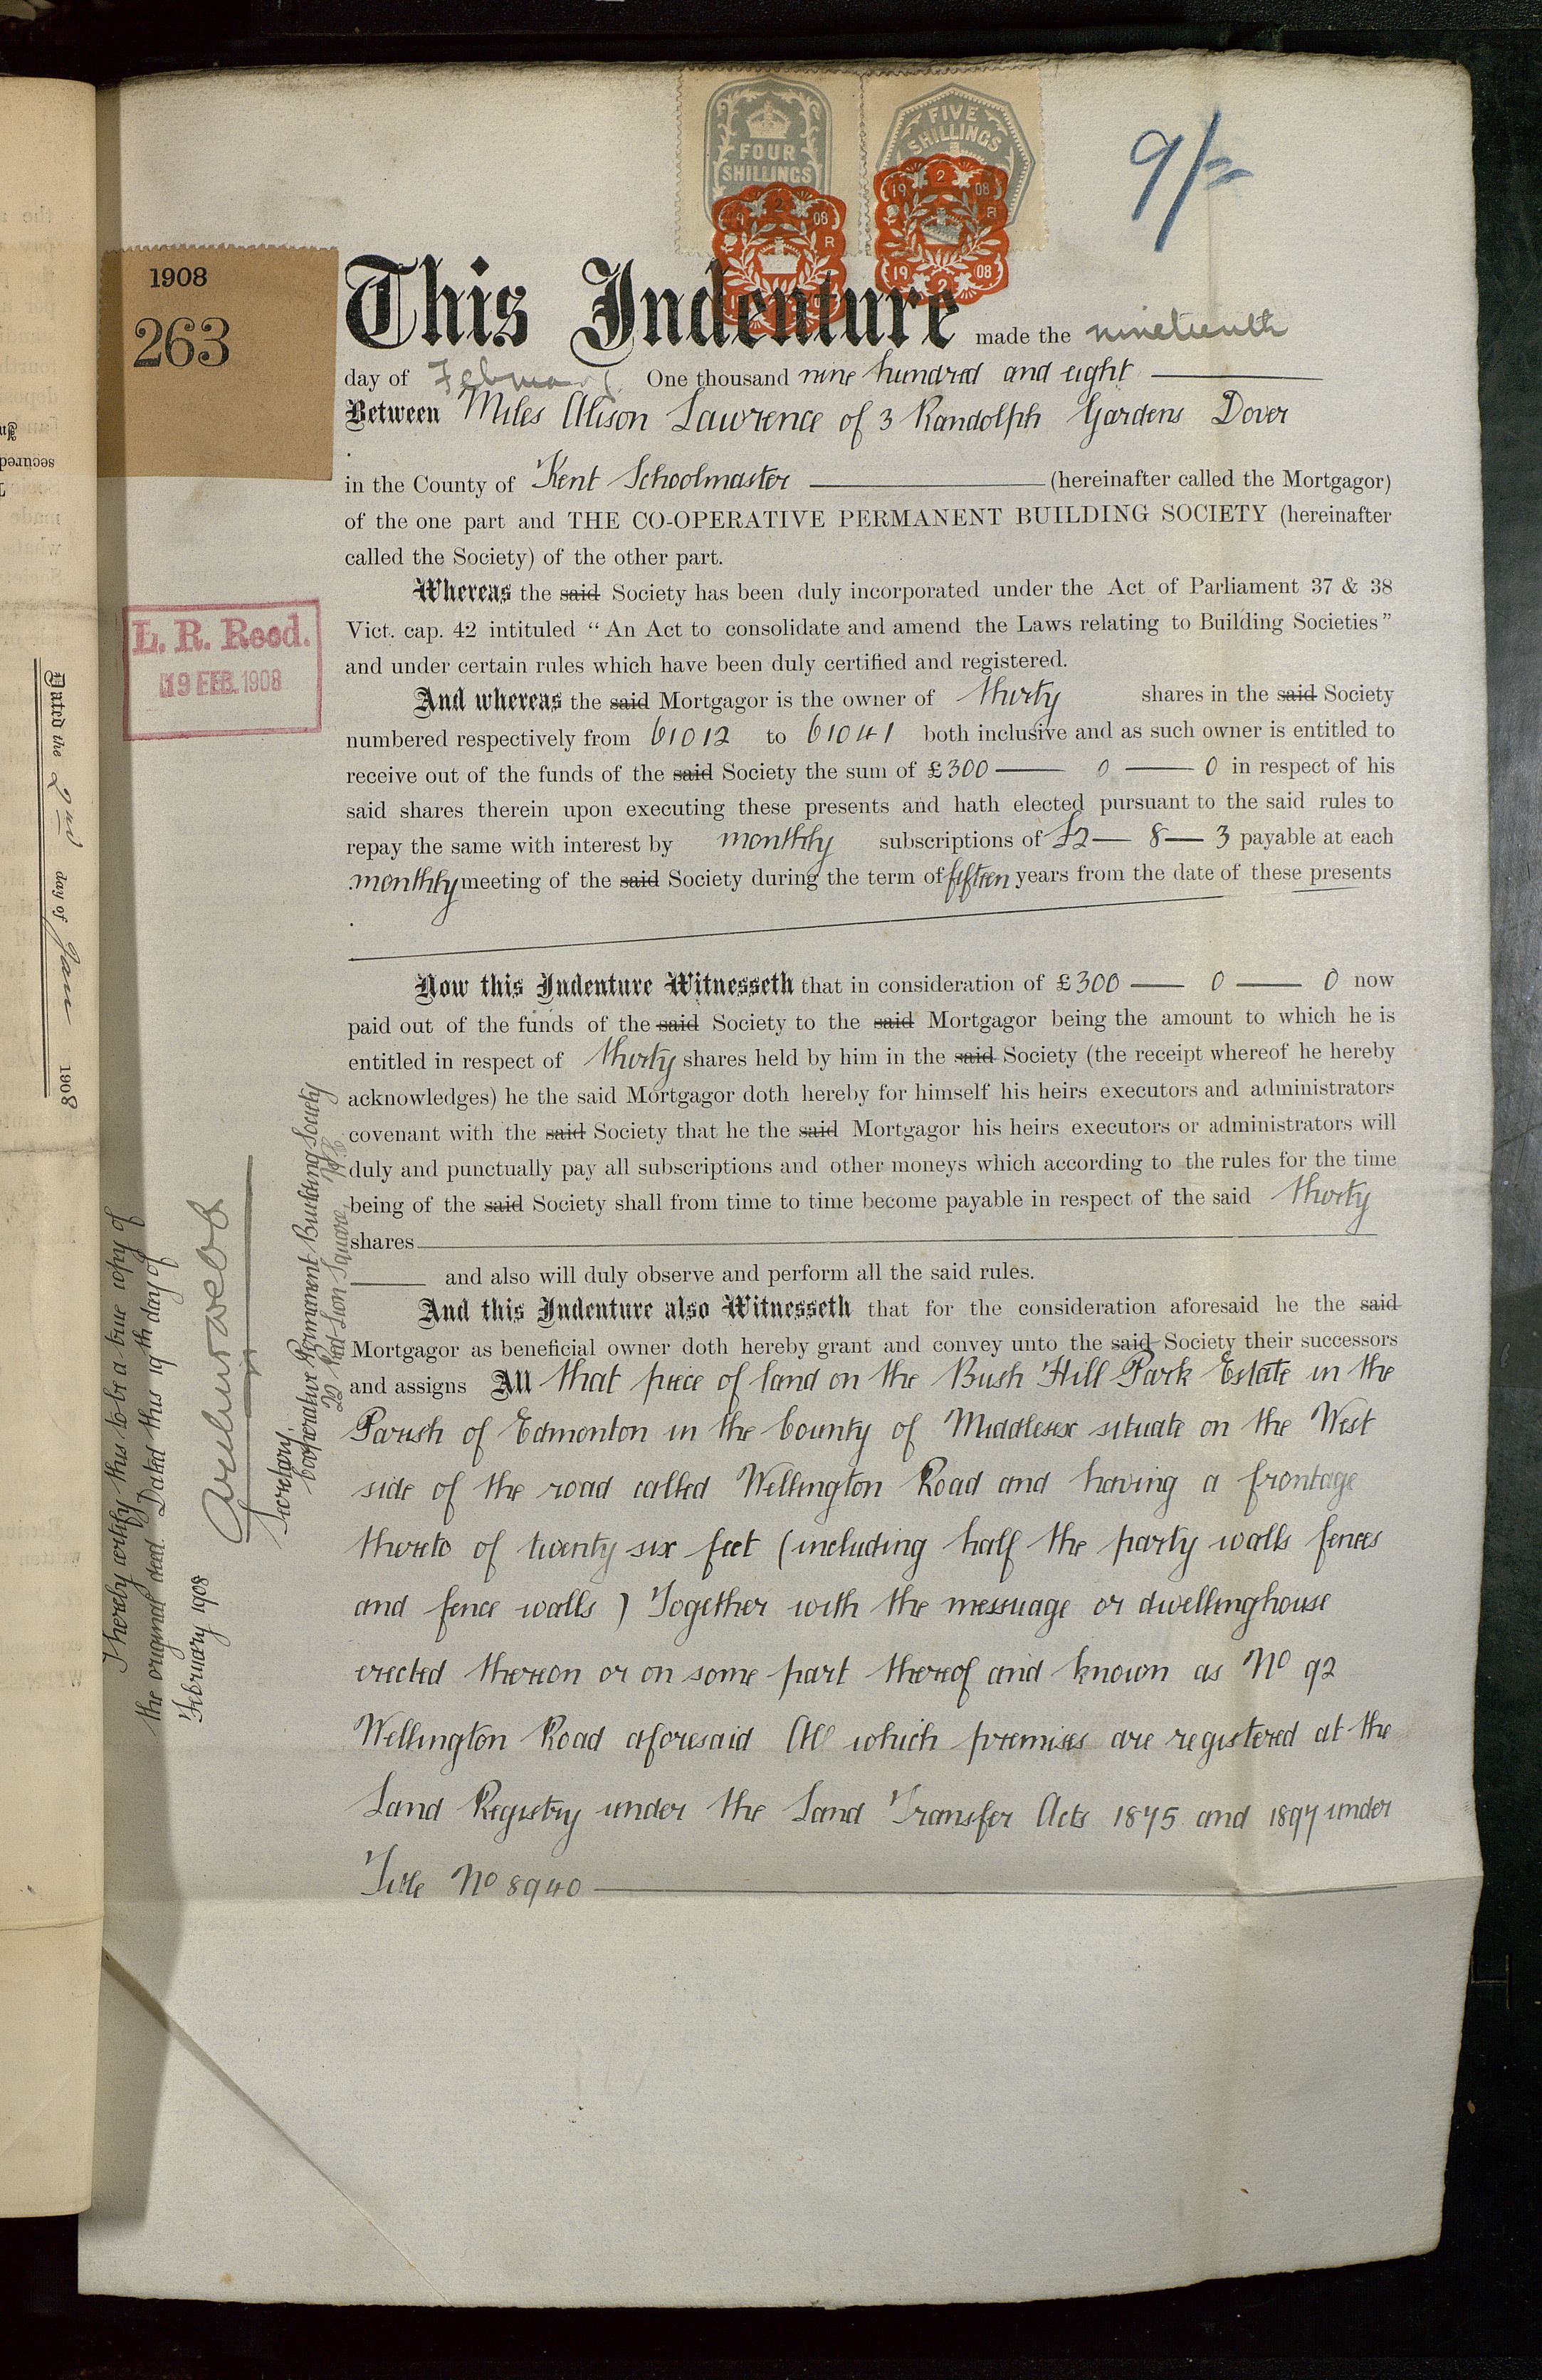 FOUR
SHILLINGS
FIVE
SHILLINGS
19 2 08
R
19 2 08
9/=
1908
263
This Indenture made the nineteenth
day of February One thousand nine hundred and eight
Between Miles Alison Lawrence of 3 Randolph Gardens Dover
in the County of Kent Schoolmaster (hereinafter called the Mortgagor)
of the one part and THE CO-OPERATIVE PERMANENT BUILDING SOCIETY (hereinafter
called the Society) of the other part.
Whereas the said Society has been duly incorporated under the Act of Parliament 37 & 38
Vict. cap. 42 intituled "An Act to consolidate and amend the Laws relating to Building Societies"
and under certain rules which have been duly certified and registered.
L. R. Recd.
19 FEB. 1908
And whereas the said Mortgagor is the owner of thirty shares in the said Society
numbered respectively from 61012 to 61041 both inclusive and as such owner is entitled to
receive out of the funds of the said Society the sum of £300 — 0 — 0 in respect of his
said shares therein upon executing these presents and hath elected pursuant to the said rules to
repay the same with interest by monthly subscriptions of £2 — 8 — 3 payable at each
monthly meeting of the said Society during the term of fifteen years from the date of these presents
Now this Indenture Witnesseth that in consideration of £300 — 0 — 0 now
paid out of the funds of the said Society to the said Mortgagor being the amount to which he is
entitled in respect of thirty shares held by him in the said Society (the receipt whereof he hereby
acknowledges) he the said Mortgagor doth hereby for himself his heirs executors and administrators
covenant with the said Society that he the said Mortgagor his heirs executors or administrators will
duly and punctually pay all subscriptions and other moneys which according to the rules for the time
being of the said Society shall from time to time become payable in respect of the said thirty
shares
and also will duly observe and perform all the said rules.
And this Indenture also Witnesseth that for the consideration aforesaid he the said
Mortgagor as beneficial owner doth hereby grant and convey unto the said Society their successors
and assigns All that piece of land on the Bush Hill Park Estate in the
Parish of Edmonton in the County of Middlesex situate on the West
side of the road called Wellington Road and having a frontage
thereto of twenty six feet (including half the party walls fences
and fence walls) Together with the messuage or dwellinghouse
erected thereon or on some part thereof and known as No 92
Wellington Road aforesaid All which premises are registered at the
Land Registry under the Land Transfer Acts 1875 and 1897 under
Title No 8940
I hereby certify this to be a true copy of
the original deed. Dated this 19th day of
February 1908
Secretary,
Cooperative Permanent Building Society
22 Red Lion Square,
W.C.
Dated the 2nd day of Jan 1908